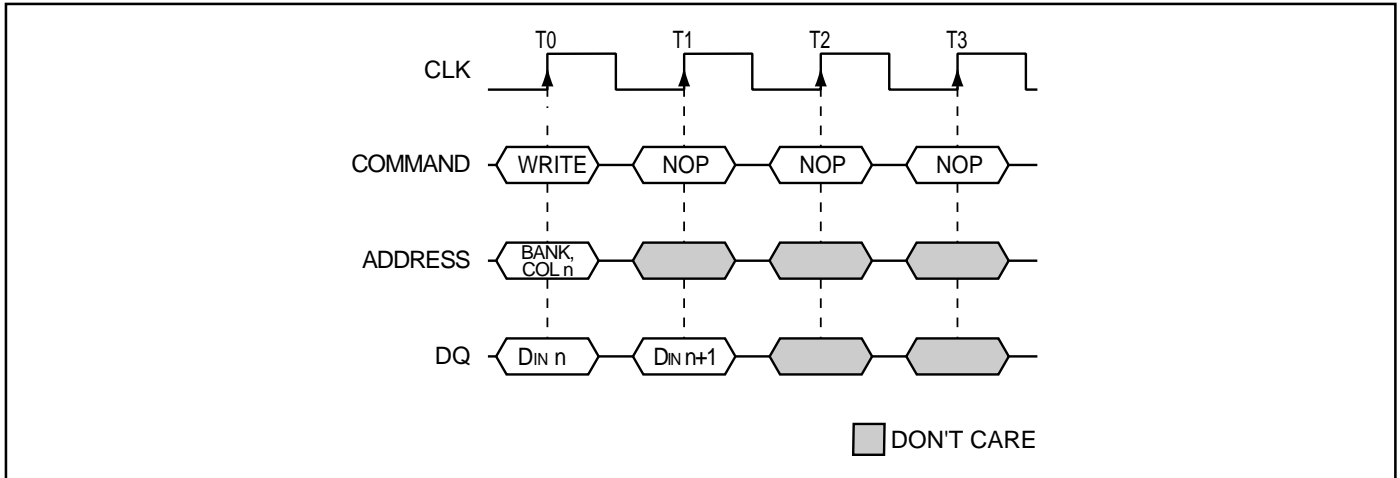 T0 T1 T2 T3
CLK
COMMAND WRITE NOP NOP NOP
ADDRESS BANK,
COL n
DQ DIN n DIN n+1
DON'T CARE